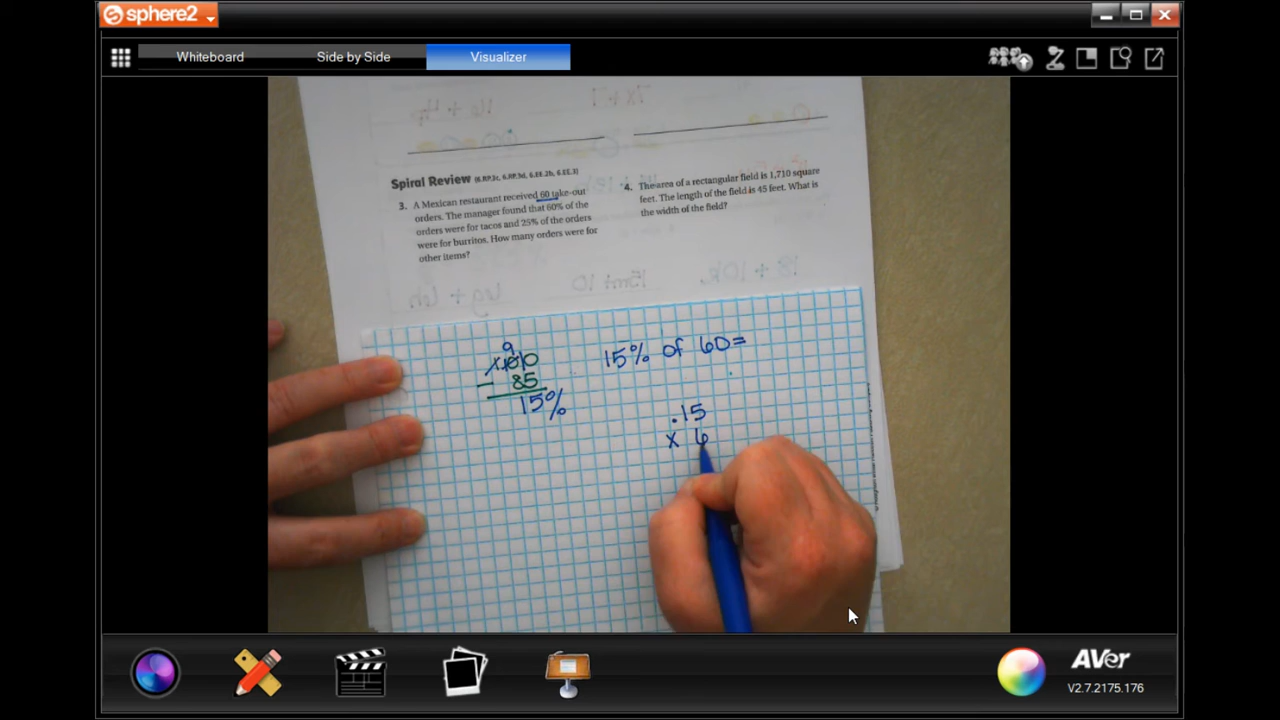 sphere2
Whiteboard
Side by Side
Visualizer
Spiral Review (6.RP.3c, 6.RP.3d, 6.EE.2b, 6.EE.3)
3. A Mexican restaurant received 60 take-out
orders. The manager found that 60% of the
orders were for tacos and 25% of the orders
were for burritos. How many orders were for
other items?
4. The area of a rectangular field is 1,710 square
feet. The length of the field is 45 feet. What is
the width of the field?
9
100
- 85
15%
15% of 60=
.15
x 6
AVer
V2.7.2175.176